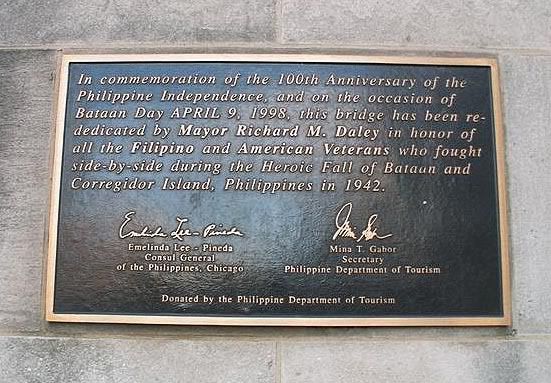 In commemoration of the 100th Anniversary of the
Philippine Independence, and on the occasion of
Bataan Day APRIL 9, 1998, this bridge has been re-
dedicated by Mayor Richard M. Daley in honor of
all the Filipino and American Veterans who fought
side-by-side during the Heroic Fall of Bataan and
Corregidor Island, Philippines in 1942.
Emelinda Lee - Pineda
Emelinda Lee - Pineda
Consul General
of the Philippines, Chicago
Mina T. Gabor
Secretary
Philippine Department of Tourism
Donated by the Philippine Department of Tourism